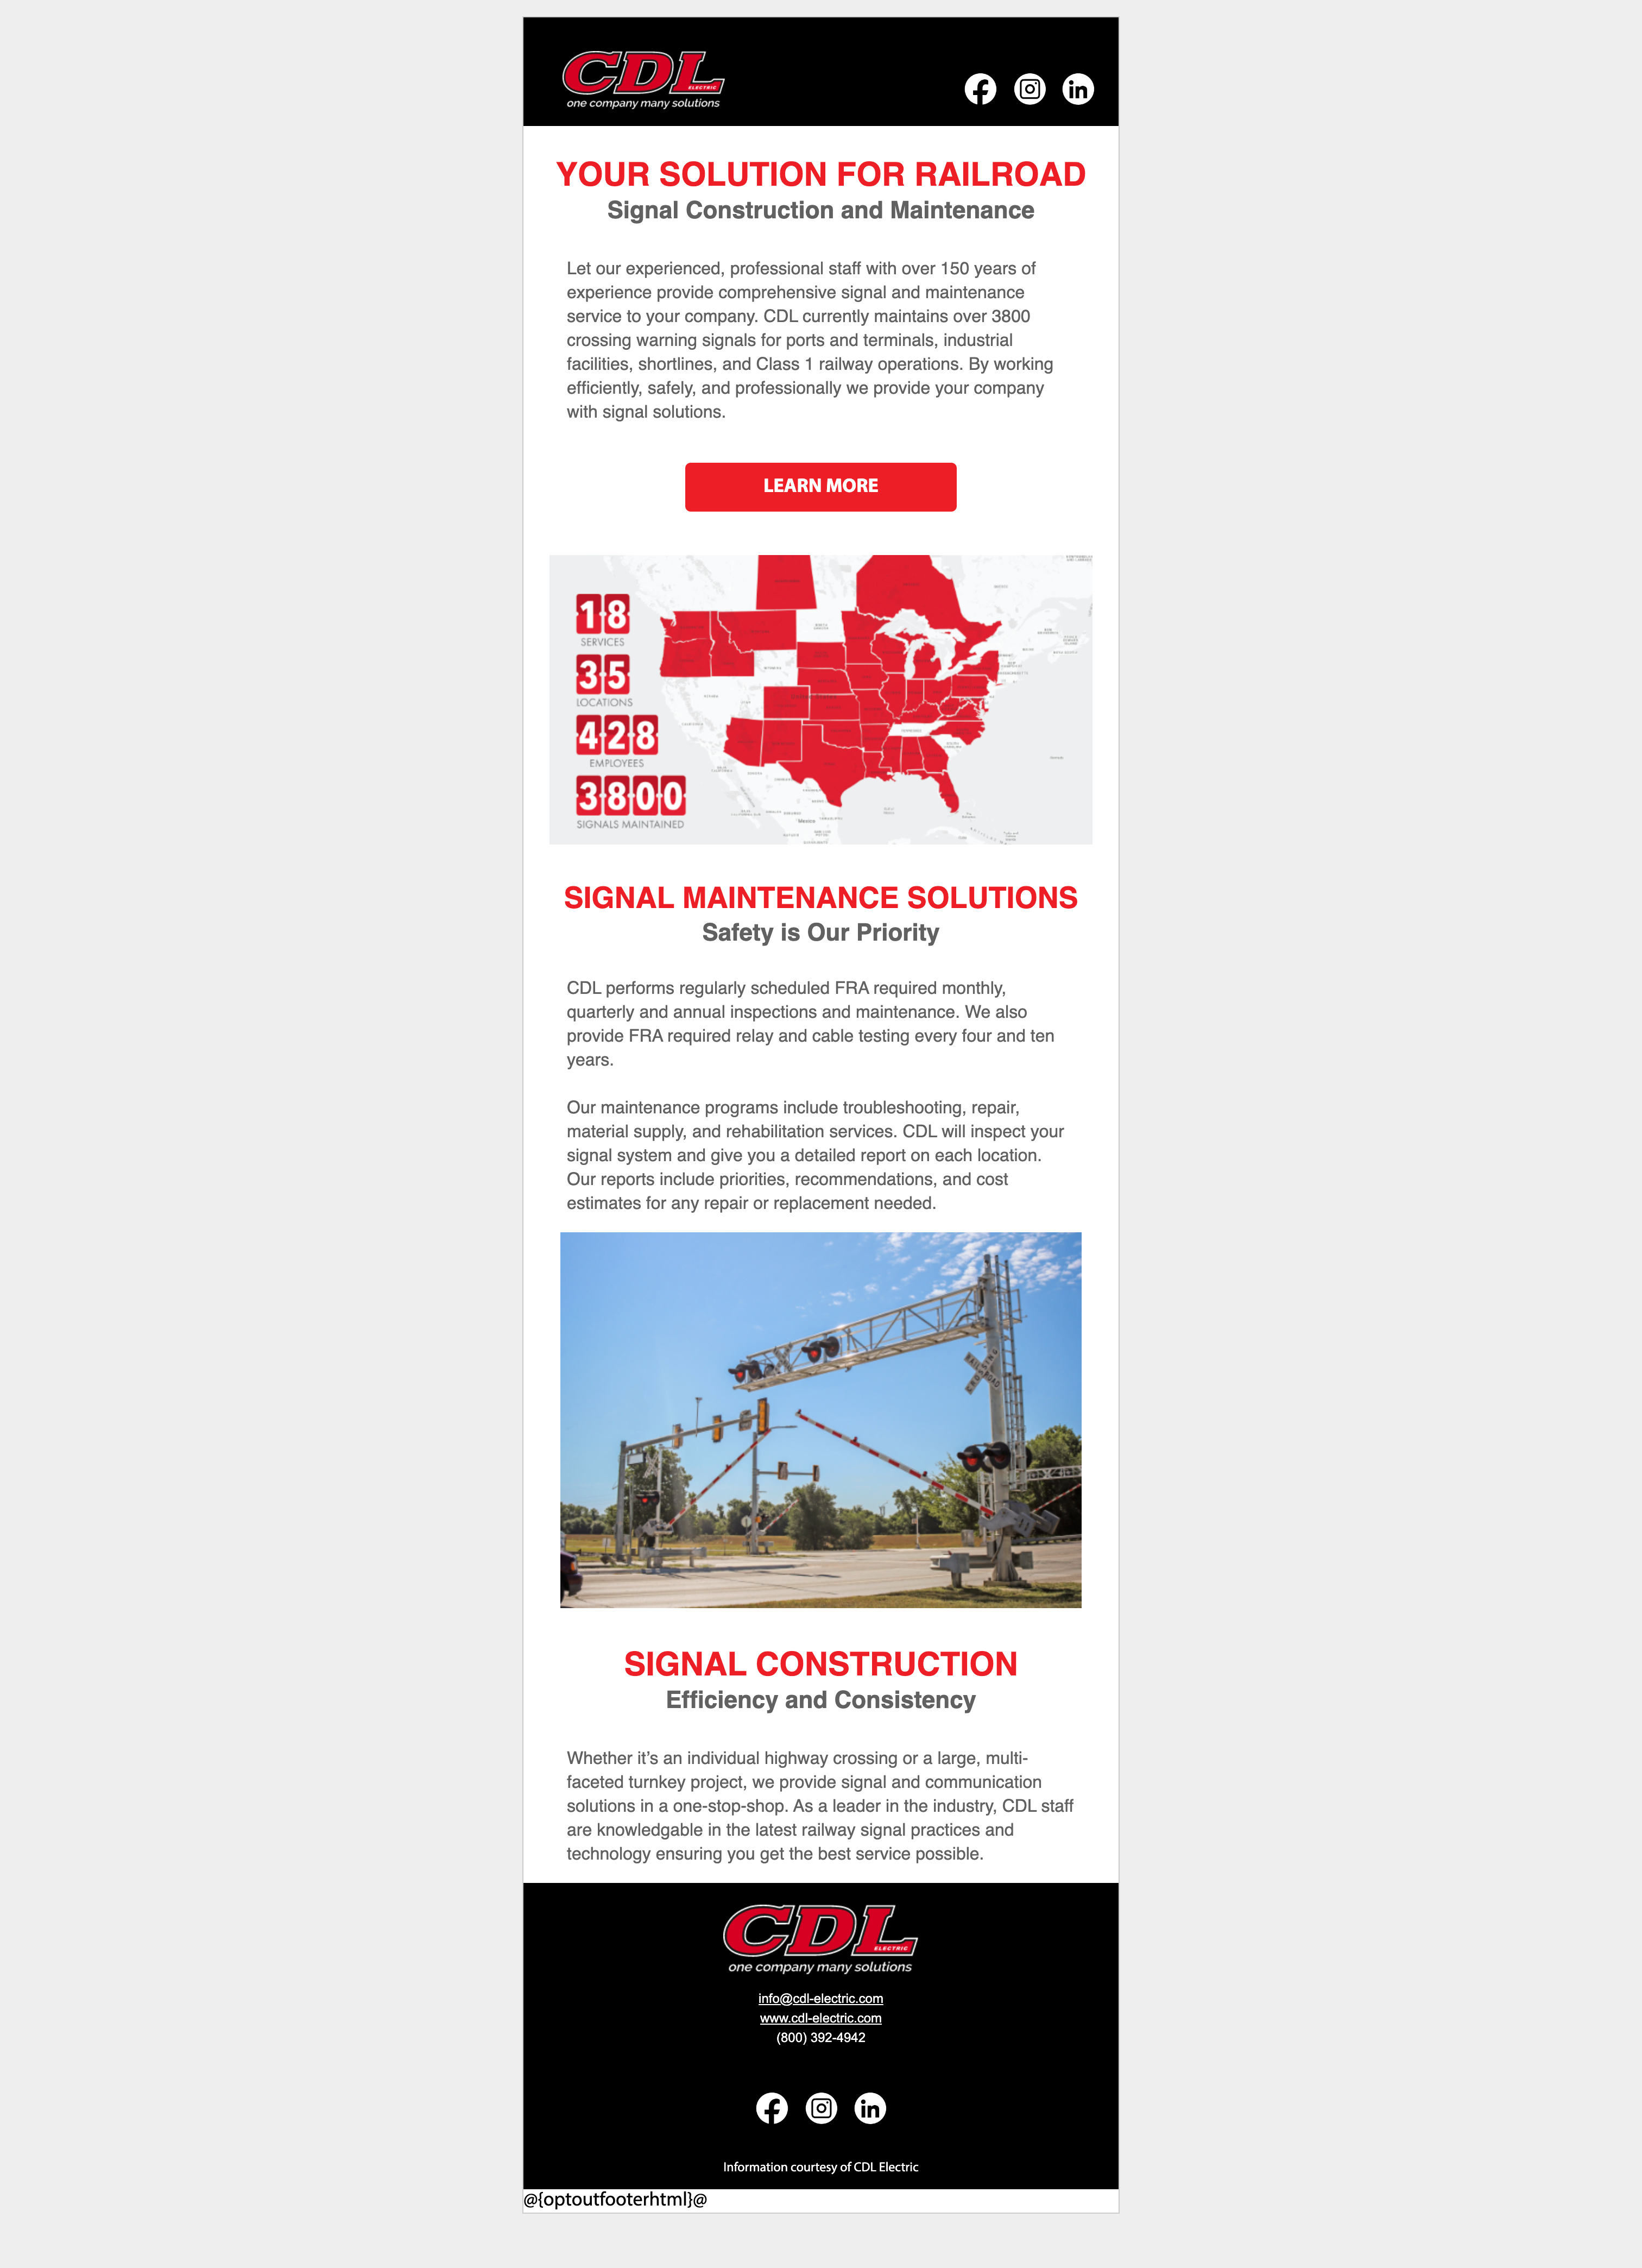 CDL
ELECTRIC
one company many solutions
YOUR SOLUTION FOR RAILROAD
Signal Construction and Maintenance
Let our experienced, professional staff with over 150 years of
experience provide comprehensive signal and maintenance
service to your company. CDL currently maintains over 3800
crossing warning signals for ports and terminals, industrial
facilities, shortlines, and Class 1 railway operations. By working
efficiently, safely, and professionally we provide your company
with signal solutions.
LEARN MORE
18
SERVICES
35
LOCATIONS
428
EMPLOYEES
3800
SIGNALS MAINTAINED
Mexico
SIGNAL MAINTENANCE SOLUTIONS
Safety is Our Priority
CDL performs regularly scheduled FRA required monthly,
quarterly and annual inspections and maintenance. We also
provide FRA required relay and cable testing every four and ten
years.
Our maintenance programs include troubleshooting, repair,
material supply, and rehabilitation services. CDL will inspect your
signal system and give you a detailed report on each location.
Our reports include priorities, recommendations, and cost
estimates for any repair or replacement needed.
RAILROAD
CROSSING
SIGNAL CONSTRUCTION
Efficiency and Consistency
Whether it’s an individual highway crossing or a large, multi-
faceted turnkey project, we provide signal and communication
solutions in a one-stop-shop. As a leader in the industry, CDL staff
are knowledgable in the latest railway signal practices and
technology ensuring you get the best service possible.
CDL
ELECTRIC
one company many solutions
info@cdl-electric.com
www.cdl-electric.com
(800) 392-4942
Information courtesy of CDL Electric
@{optoutfooterhtml}@